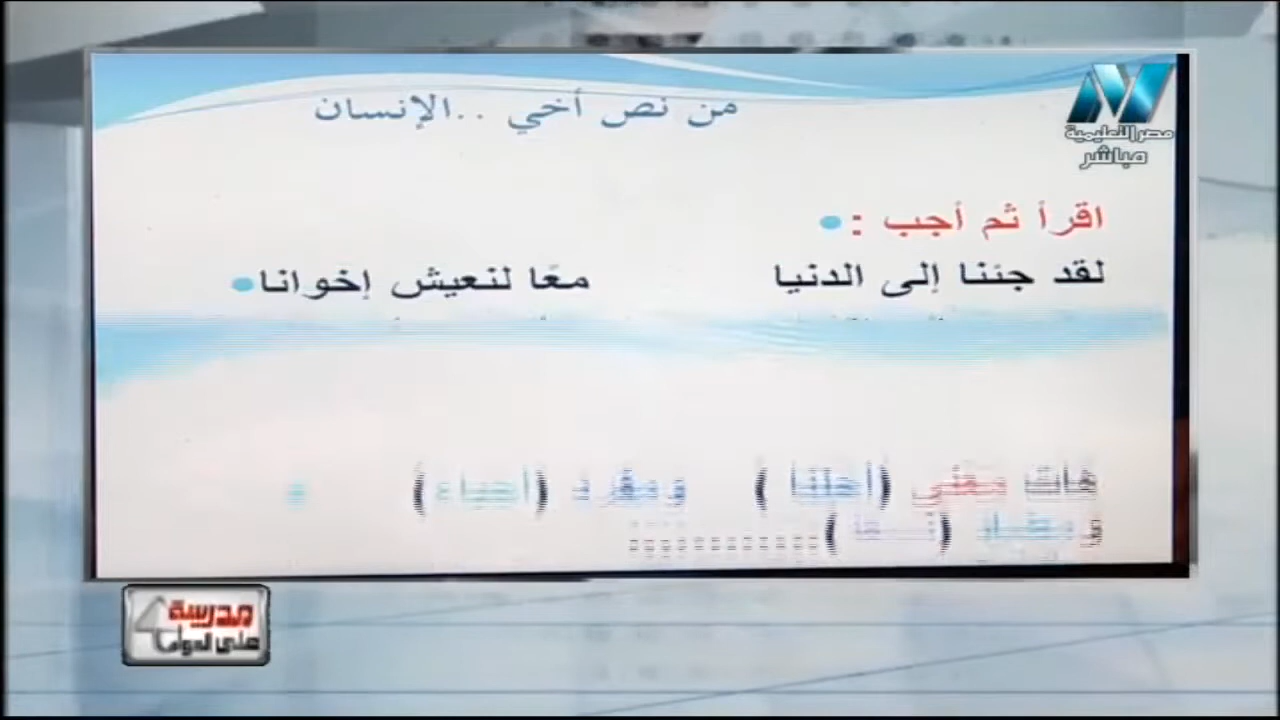 من نص أخي ..الإنسان
مصر التعليمية
مباشر
اقرأ ثم أجب :
لقد جئنا إلى الدنيا معًا لنعيش إخوانا
هات معنى ( ) ومفرد (أحياء)
مدرسة
على الهواء